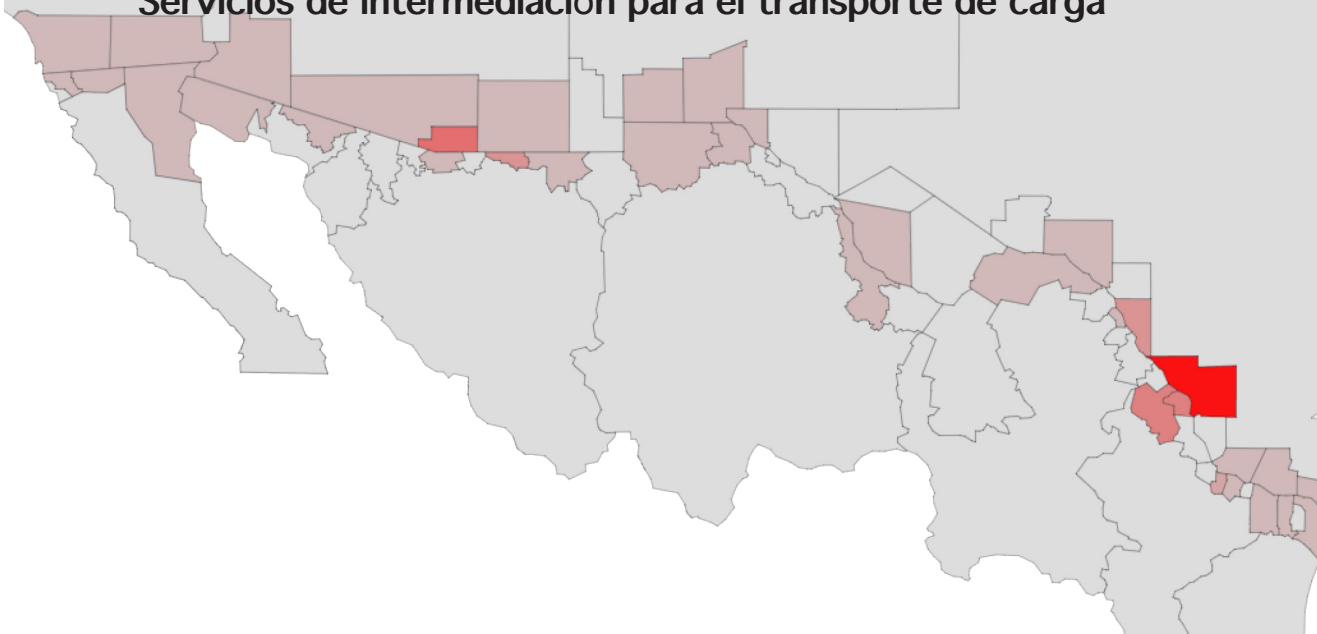 Servicios de intermediación para el transporte de carga